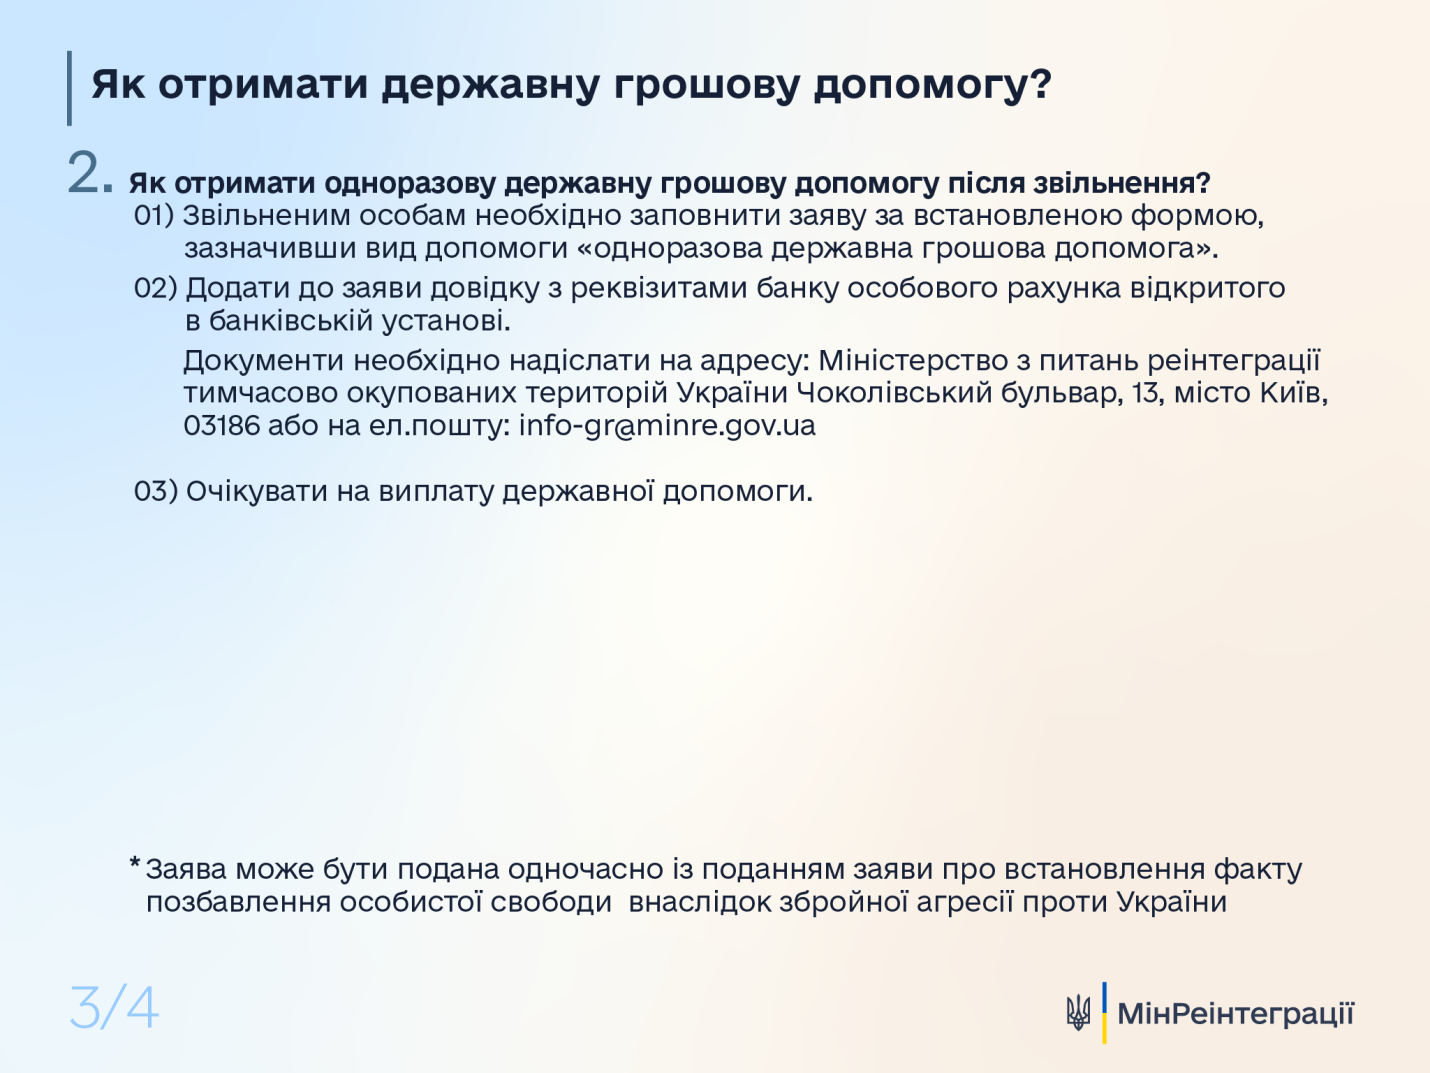 Як отримати державну грошову допомогу?
2. Як отримати одноразову державну грошову допомогу після звільнення?
01) Звільненим особам необхідно заповнити заяву за встановленою формою,
зазначивши вид допомоги «одноразова державна грошова допомога».
02) Додати до заяви довідку з реквізитами банку особового рахунка відкритого
в банківській установі.
Документи необхідно надіслати на адресу: Міністерство з питань реінтеграції
тимчасово окупованих територій України Чоколівський бульвар, 13, місто Київ,
03186 або на ел.пошту: info-gr@minre.gov.ua
03) Очікувати на виплату державної допомоги.
* Заява може бути подана одночасно із поданням заяви про встановлення факту
позбавлення особистої свободи  внаслідок збройної агресії проти України
3/4
МінРеінтеграції